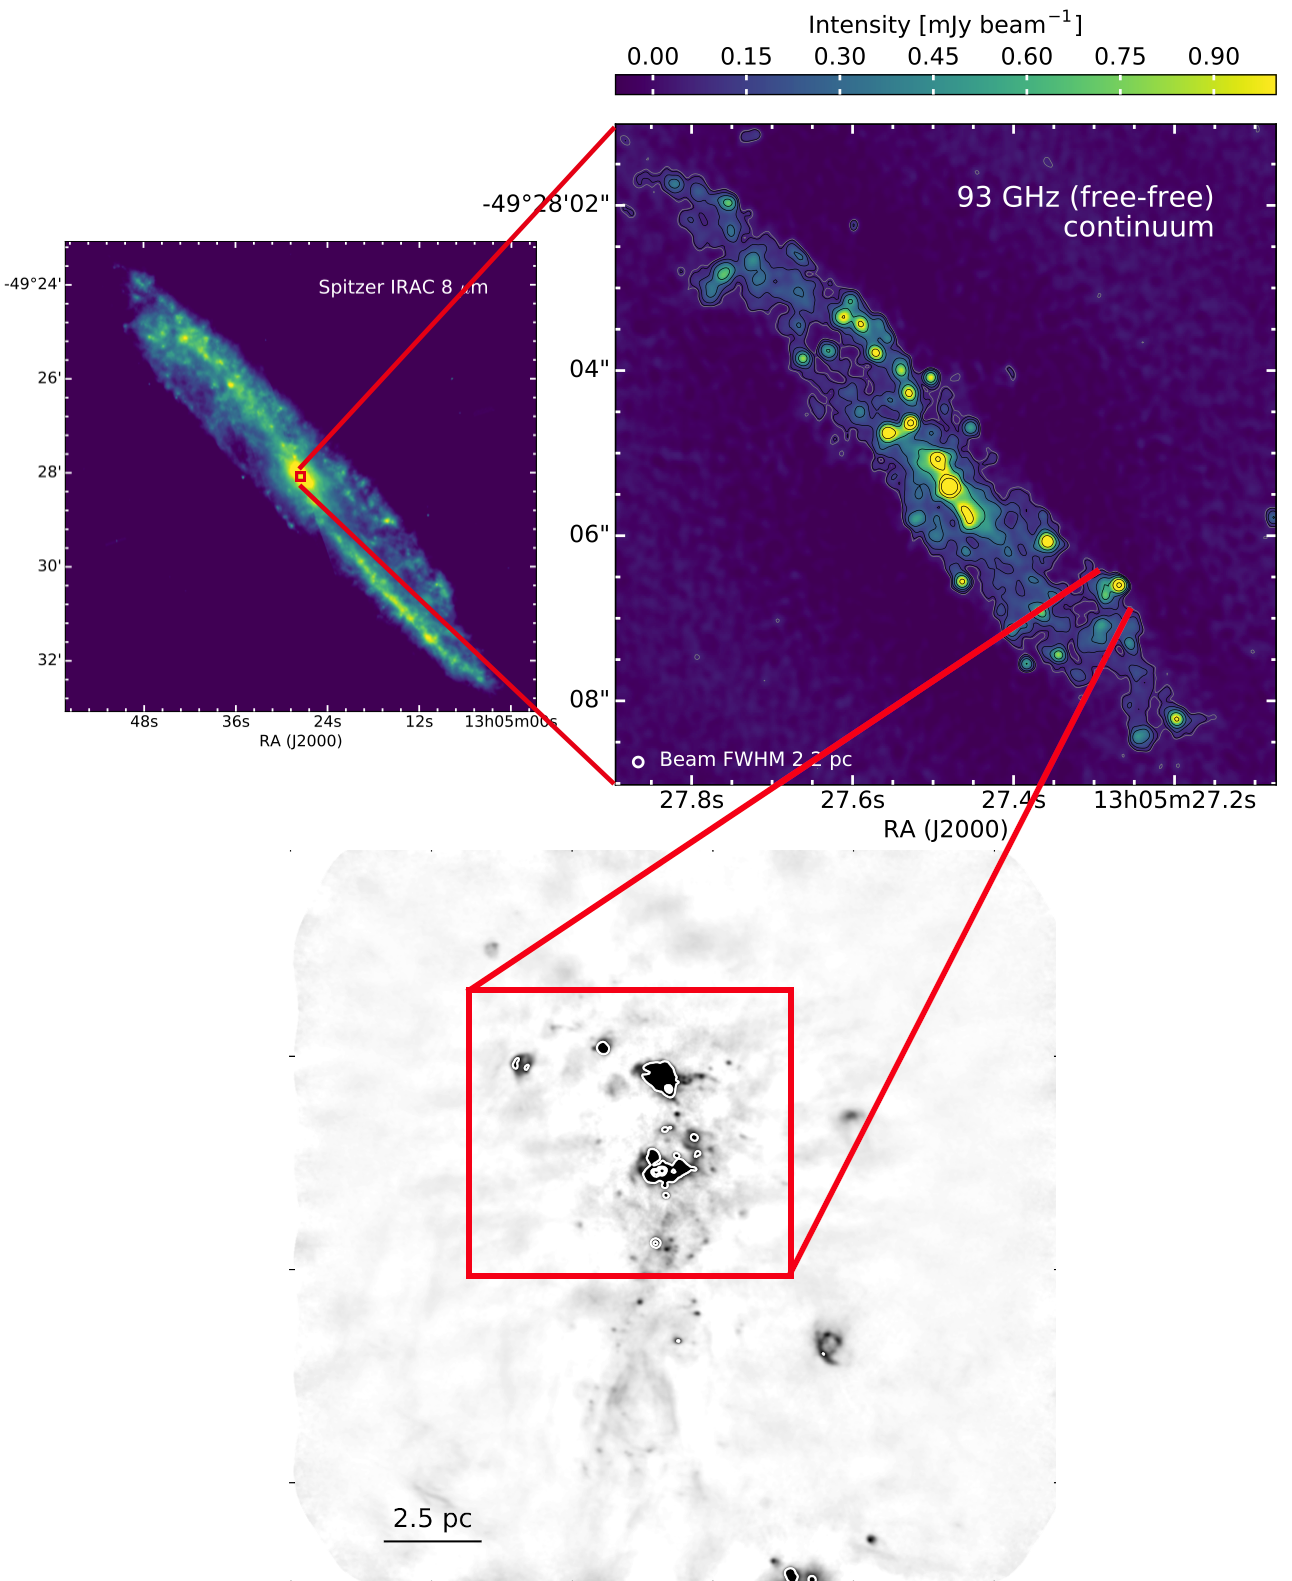 Intensity [mJy beam⁻¹]
0.00 0.15 0.30 0.45 0.60 0.75 0.90
93 GHz (free-free)
continuum
-49°28'02"
04"
06"
08"
Beam FWHM 2.2 pc
27.8s 27.6s 27.4s 13h05m27.2s
RA (J2000)
Spitzer IRAC 8 μm
-49°24'
26'
28'
30'
32'
48s 36s 24s 12s 13h05m00s
RA (J2000)
2.5 pc